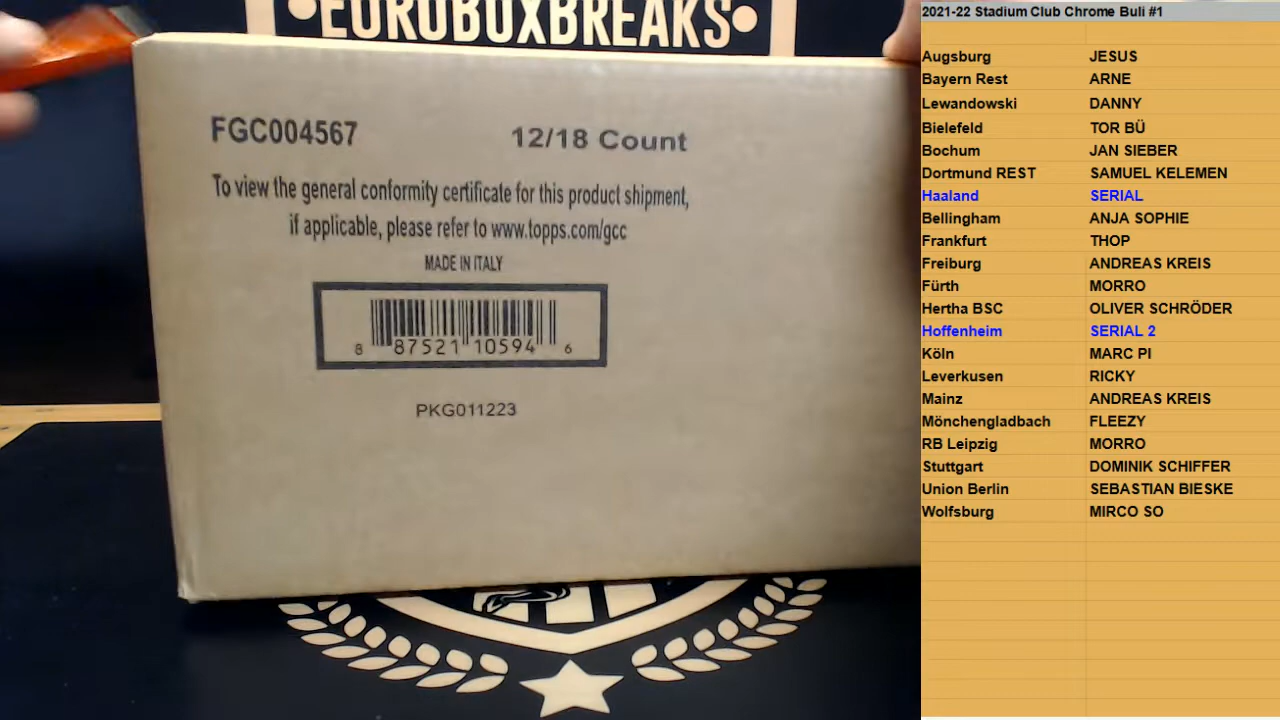 •EUROBOXBREAKS•
FGC004567
12/18 Count
To view the general conformity certificate for this product shipment,
if applicable, please refer to www.topps.com/gcc
MADE IN ITALY
8 87521 10594 6
PKG011223
2021-22 Stadium Club Chrome Buli #1
Augsburg JESUS
Bayern Rest ARNE
Lewandowski DANNY
Bielefeld TOR BÜ
Bochum JAN SIEBER
Dortmund REST SAMUEL KELEMEN
Haaland SERIAL
Bellingham ANJA SOPHIE
Frankfurt THOP
Freiburg ANDREAS KREIS
Fürth MORRO
Hertha BSC OLIVER SCHRÖDER
Hoffenheim SERIAL 2
Köln MARC PI
Leverkusen RICKY
Mainz ANDREAS KREIS
Mönchengladbach FLEEZY
RB Leipzig MORRO
Stuttgart DOMINIK SCHIFFER
Union Berlin SEBASTIAN BIESKE
Wolfsburg MIRCO SO